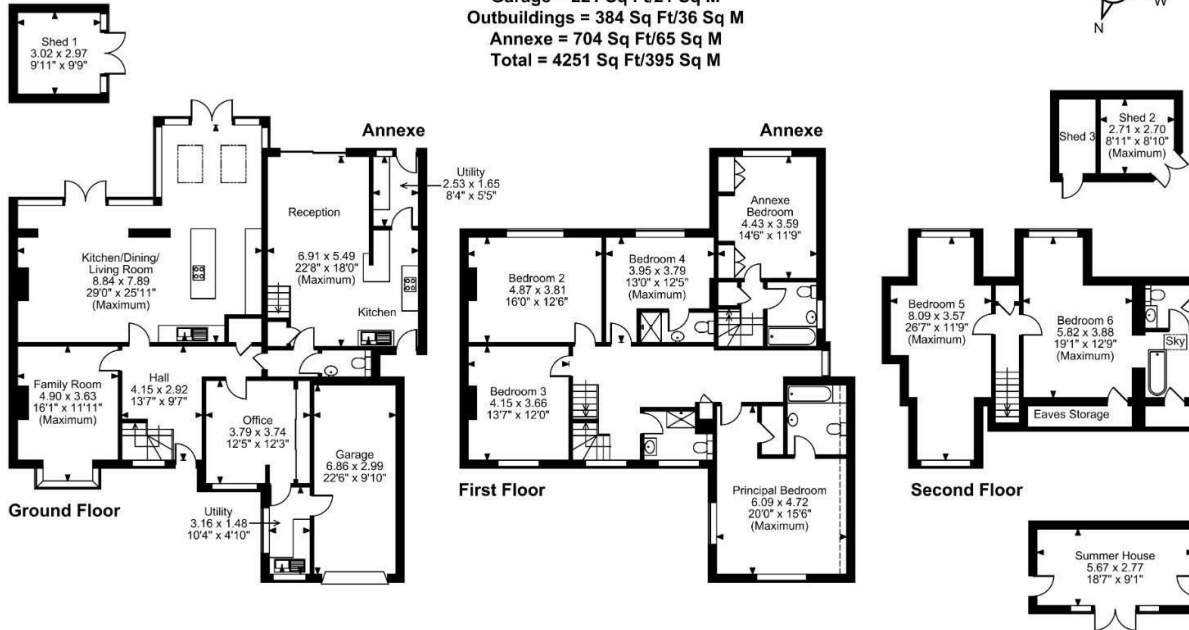 Outbuildings = 384 Sq Ft/36 Sq M
Annexe = 704 Sq Ft/65 Sq M
Total = 4251 Sq Ft/395 Sq M
W
N
Shed 1
3.02 x 2.97
9'11" x 9'9"
Annexe
Utility
2.53 x 1.65
8'4" x 5'5"
Reception
6.91 x 5.49
22'8" x 18'0"
(Maximum)
Kitchen
Kitchen/Dining/
Living Room
8.84 x 7.89
29'0" x 25'11"
(Maximum)
Family Room
4.90 x 3.63
16'1" x 11'11"
(Maximum)
Hall
4.15 x 2.92
13'7" x 9'7"
Office
3.79 x 3.74
12'5" x 12'3"
Garage
6.86 x 2.99
22'6" x 9'10"
Utility
3.16 x 1.48
10'4" x 4'10"
Ground Floor
Annexe
Annexe
Bedroom
4.43 x 3.59
14'6" x 11'9"
Bedroom 2
4.87 x 3.81
16'0" x 12'6"
Bedroom 4
3.95 x 3.79
13'0" x 12'5"
(Maximum)
Bedroom 3
4.15 x 3.66
13'7" x 12'0"
Principal Bedroom
6.09 x 4.72
20'0" x 15'6"
(Maximum)
First Floor
Shed 3
Shed 2
2.71 x 2.70
8'11" x 8'10"
(Maximum)
Bedroom 5
8.09 x 3.57
26'7" x 11'9"
(Maximum)
Bedroom 6
5.82 x 3.88
19'1" x 12'9"
(Maximum)
Sky
Eaves Storage
Second Floor
Summer House
5.67 x 2.77
18'7" x 9'1"